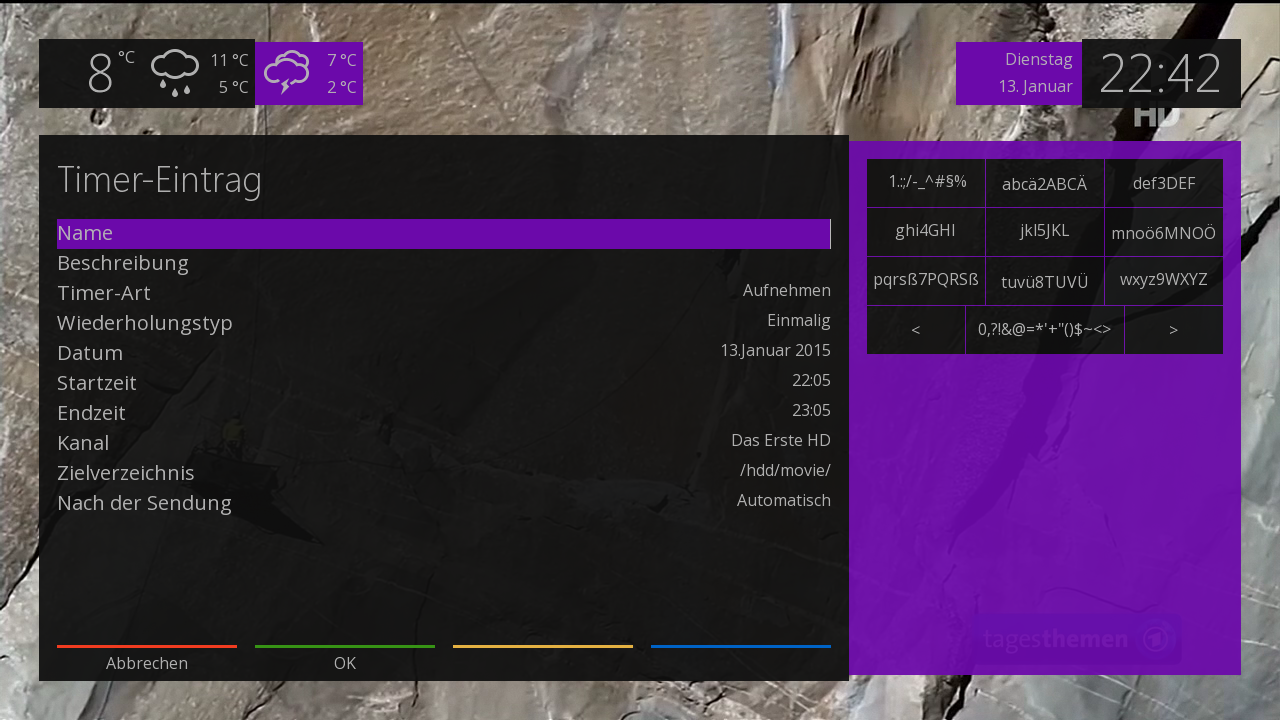 8 °C
11 °C
5 °C
7 °C
2 °C
Dienstag
13. Januar
22:42
HD
Timer-Eintrag
Name
Beschreibung
Timer-Art Aufnehmen
Wiederholungstyp Einmalig
Datum 13.Januar 2015
Startzeit 22:05
Endzeit 23:05
Kanal Das Erste HD
Zielverzeichnis /hdd/movie/
Nach der Sendung Automatisch
Abbrechen OK
1.:;/-_^#§% abcä2ABCÄ def3DEF
ghi4GHI jkl5JKL mnoö6MNOÖ
pqrsß7PQRSß tuvü8TUVÜ wxyz9WXYZ
< 0,?!&@=*'+"()$~<> >
tagesthemen